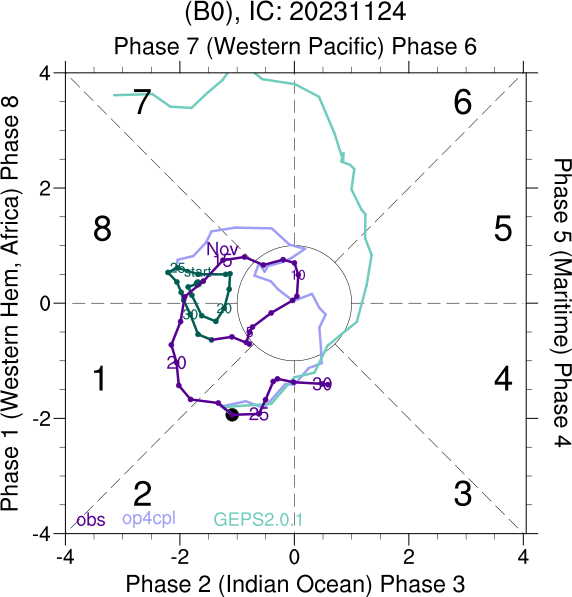 (B0), IC: 20231124
Phase 7 (Western Pacific) Phase 6
Phase 1 (Western Hem, Africa) Phase 8
Phase 5 (Maritime) Phase 4
4
2
0
-2
-4
7
6
8
5
1
4
2
3
Nov
15
25
start
10
30
20
5
20
30
25
obs
op4cpl
GEPS2.0.1
-4
-2
0
2
4
Phase 2 (Indian Ocean) Phase 3